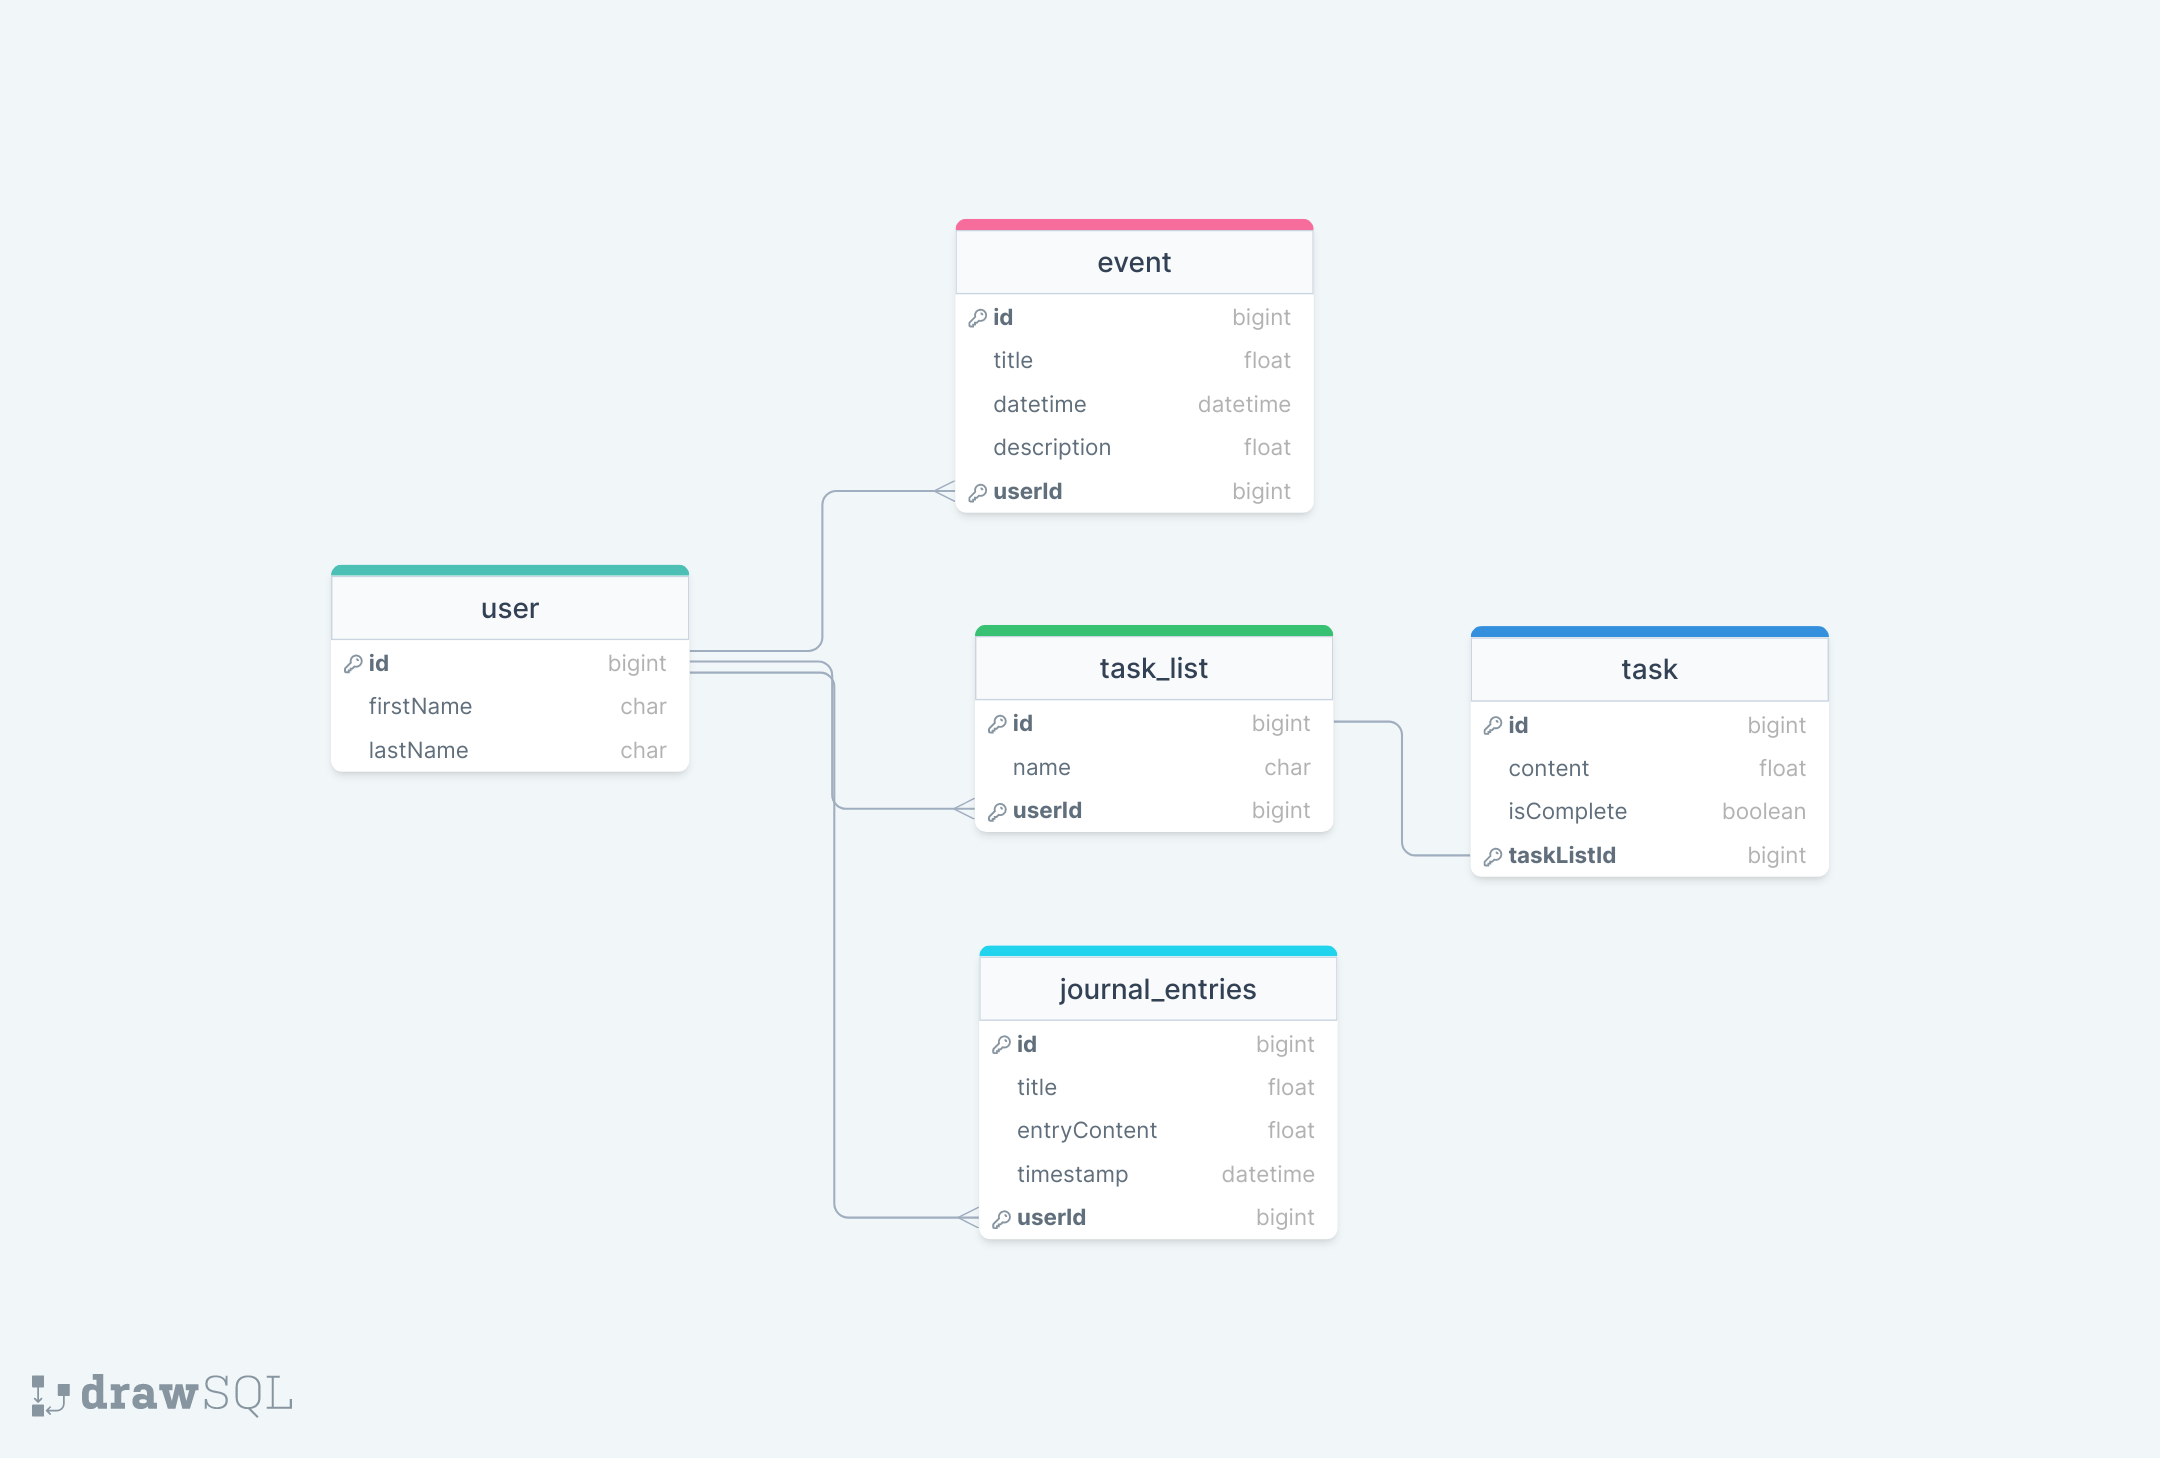 event
id bigint
title float
datetime datetime
description float
userId bigint
user
id bigint
firstName char
lastName char
task_list
id bigint
name char
userId bigint
task
id bigint
content float
isComplete boolean
taskListId bigint
journal_entries
id bigint
title float
entryContent float
timestamp datetime
userId bigint
drawSQL